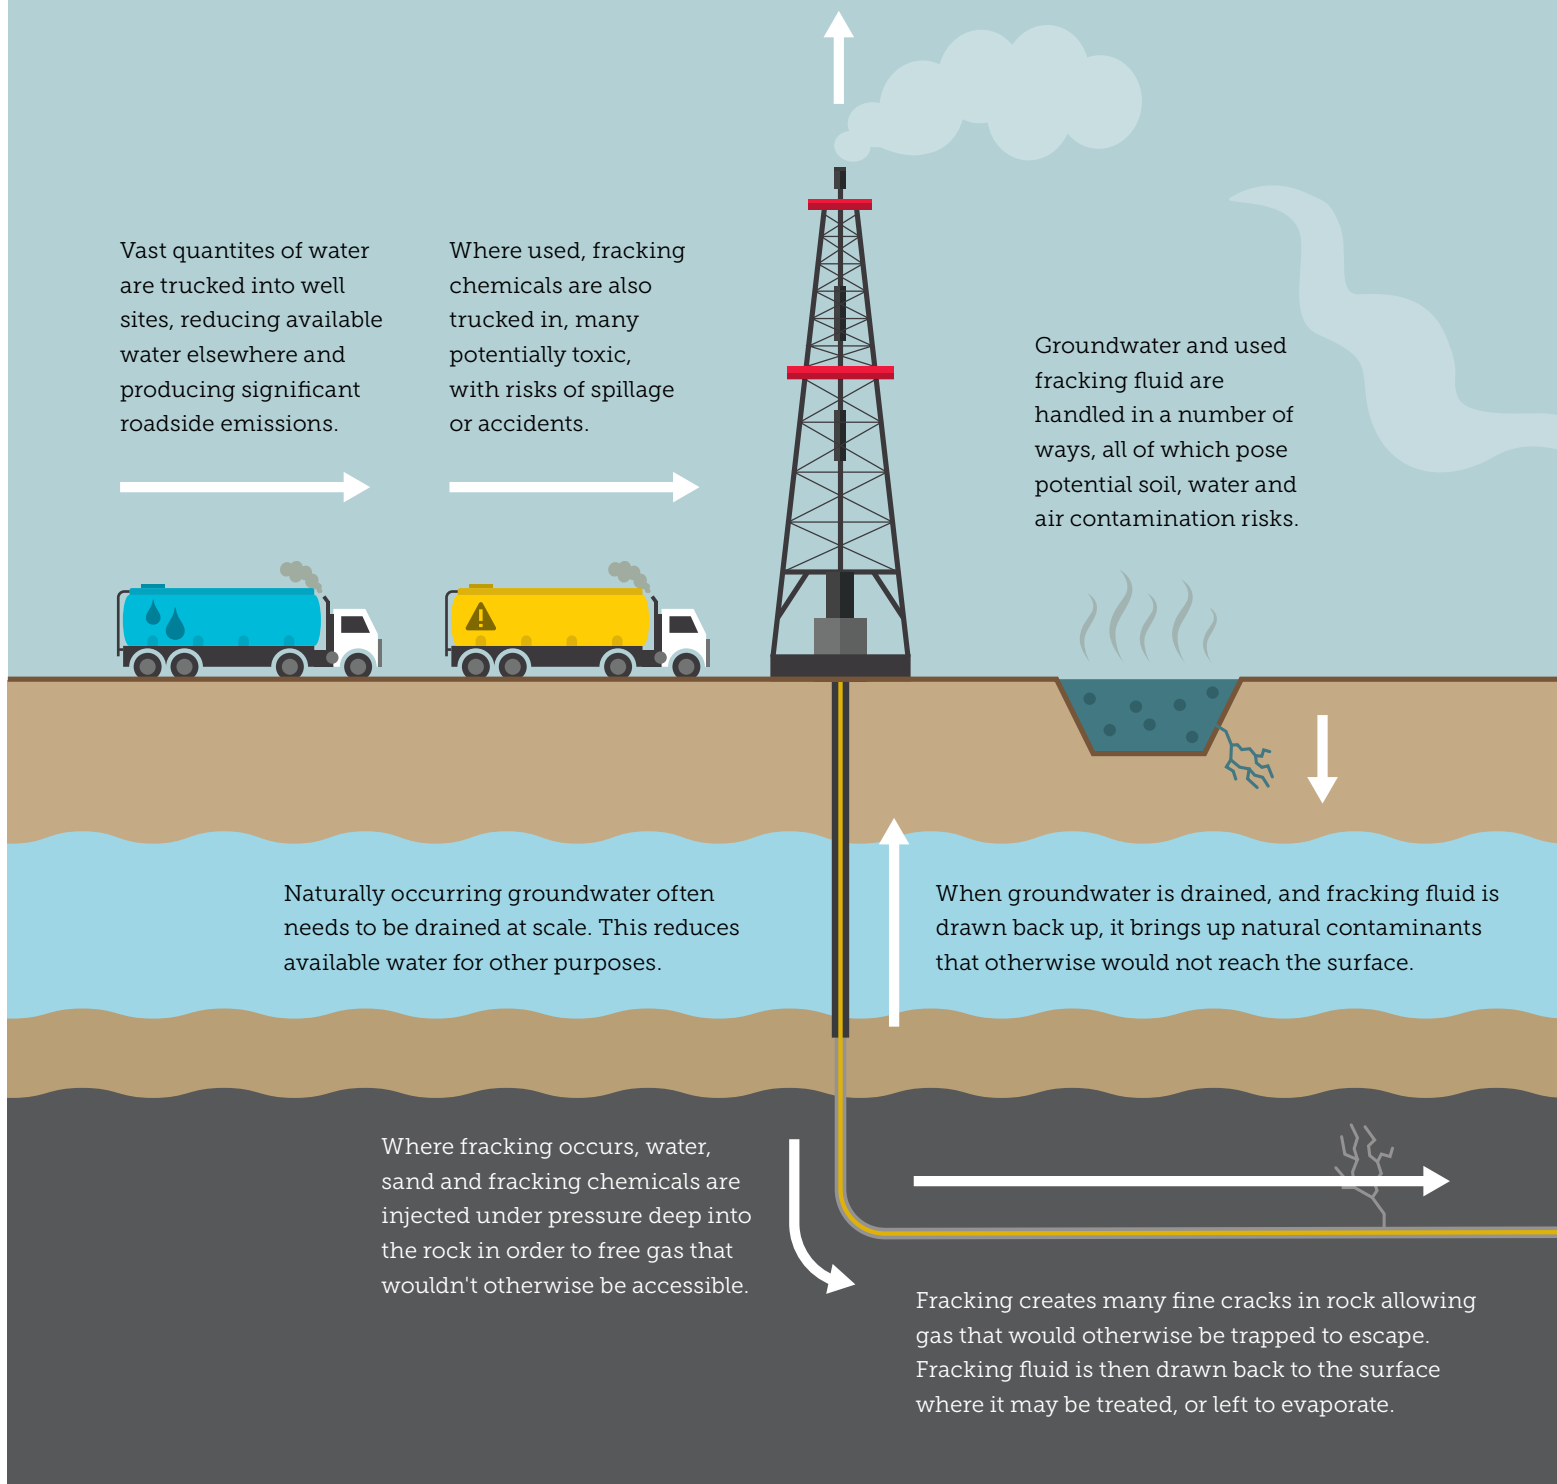 Vast quantites of water
are trucked into well
sites, reducing available
water elsewhere and
producing significant
roadside emissions.
Where used, fracking
chemicals are also
trucked in, many
potentially toxic,
with risks of spillage
or accidents.
Groundwater and used
fracking fluid are
handled in a number of
ways, all of which pose
potential soil, water and
air contamination risks.
Naturally occurring groundwater often
needs to be drained at scale. This reduces
available water for other purposes.
When groundwater is drained, and fracking fluid is
drawn back up, it brings up natural contaminants
that otherwise would not reach the surface.
Where fracking occurs, water,
sand and fracking chemicals are
injected under pressure deep into
the rock in order to free gas that
wouldn't otherwise be accessible.
Fracking creates many fine cracks in rock allowing
gas that would otherwise be trapped to escape.
Fracking fluid is then drawn back to the surface
where it may be treated, or left to evaporate.